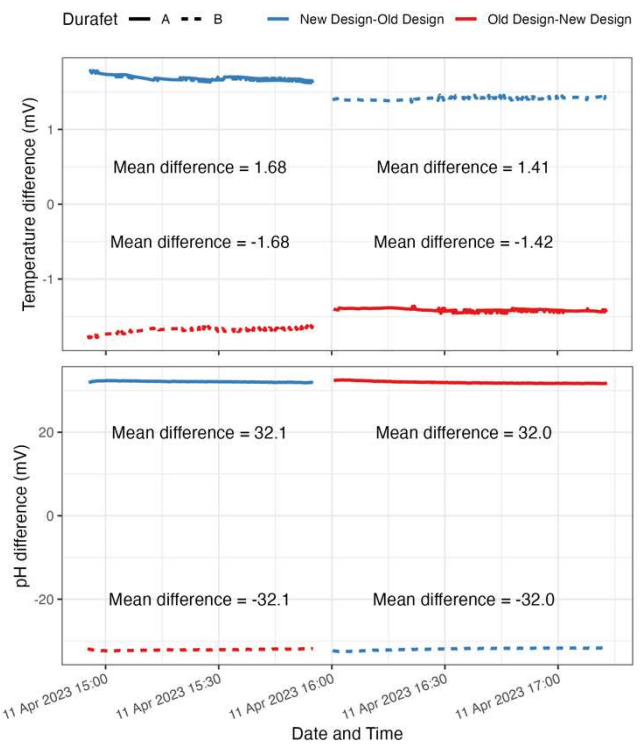 Durafet A B New Design-Old Design Old Design-New Design
Temperature difference (mV)
1
0
-1
Mean difference = 1.68 Mean difference = 1.41
Mean difference = -1.68 Mean difference = -1.42
pH difference (mV)
20
0
-20
Mean difference = 32.1 Mean difference = 32.0
Mean difference = -32.1 Mean difference = -32.0
11 Apr 2023 15:00 11 Apr 2023 15:30 11 Apr 2023 16:00 11 Apr 2023 16:30 11 Apr 2023 17:00
Date and Time